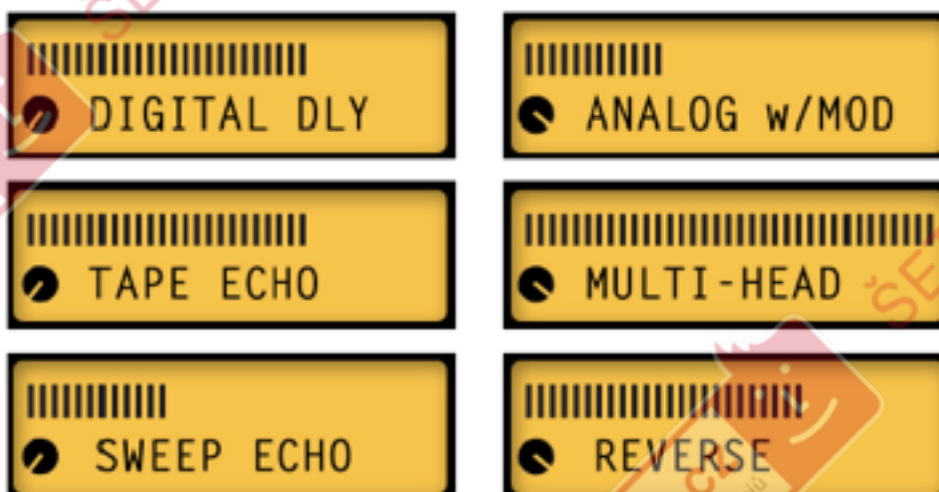 DIGITAL DLY
ANALOG w/MOD
TAPE ECHO
MULTI-HEAD
SWEEP ECHO
REVERSE